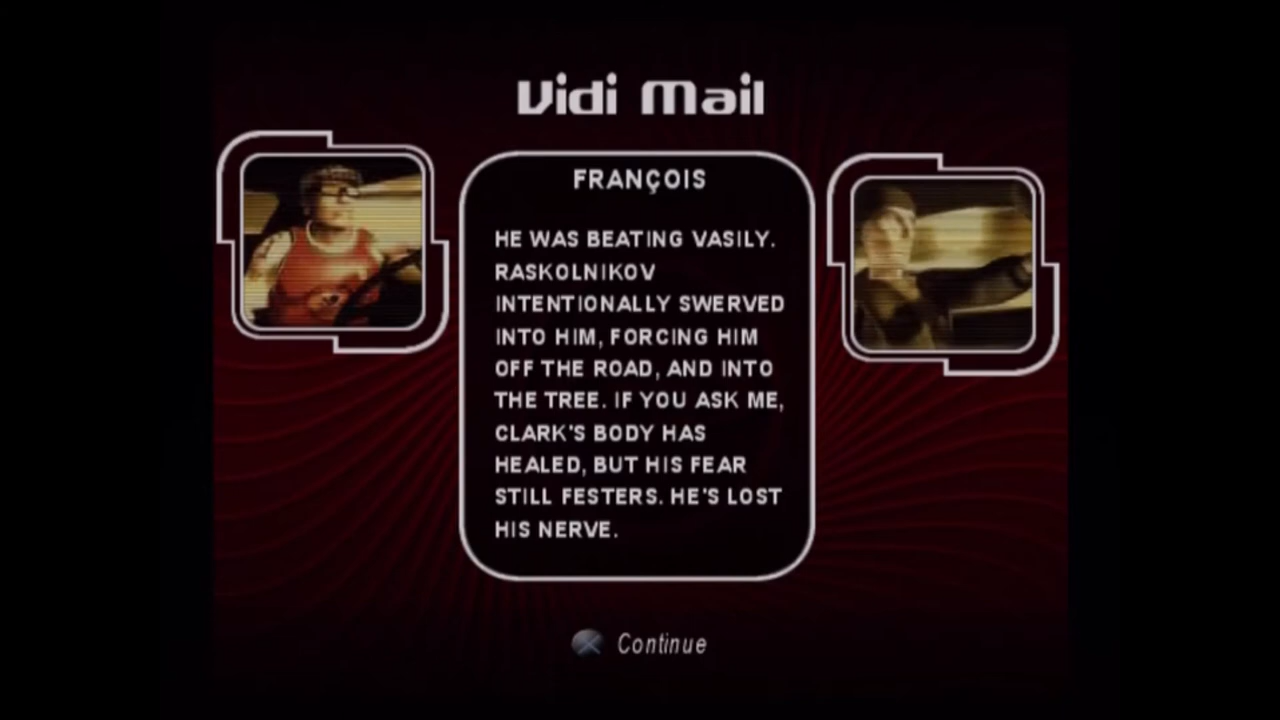 Vidi Mail
FRANÇOIS
HE WAS BEATING VASILY.
RASKOLNIKOV
INTENTIONALLY SWERVED
INTO HIM, FORCING HIM
OFF THE ROAD, AND INTO
THE TREE. IF YOU ASK ME,
CLARK'S BODY HAS
HEALED, BUT HIS FEAR
STILL FESTERS. HE'S LOST
HIS NERVE.
Continue